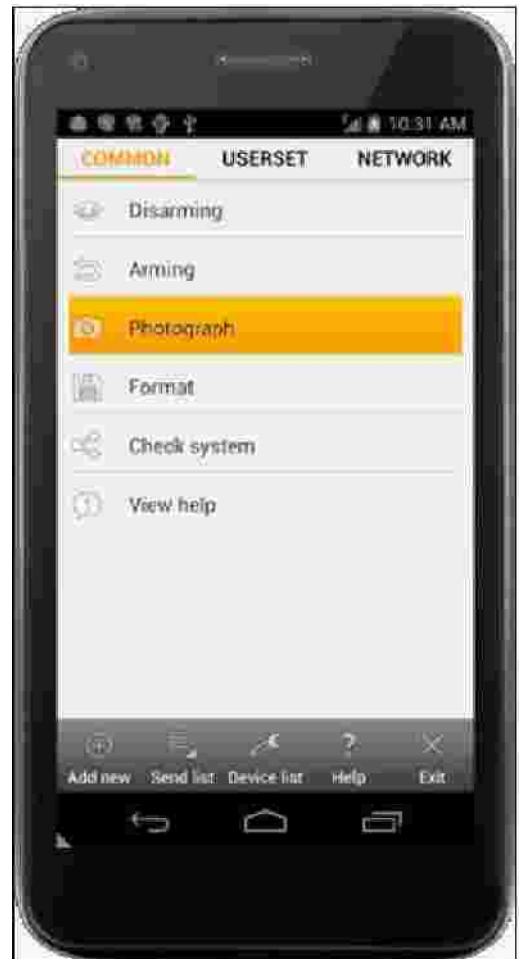 10:31 AM
COMMON USERSET NETWORK
Disarming
Arming
Photograph
Format
Check system
View help
Add new Send list Device list Help Exit